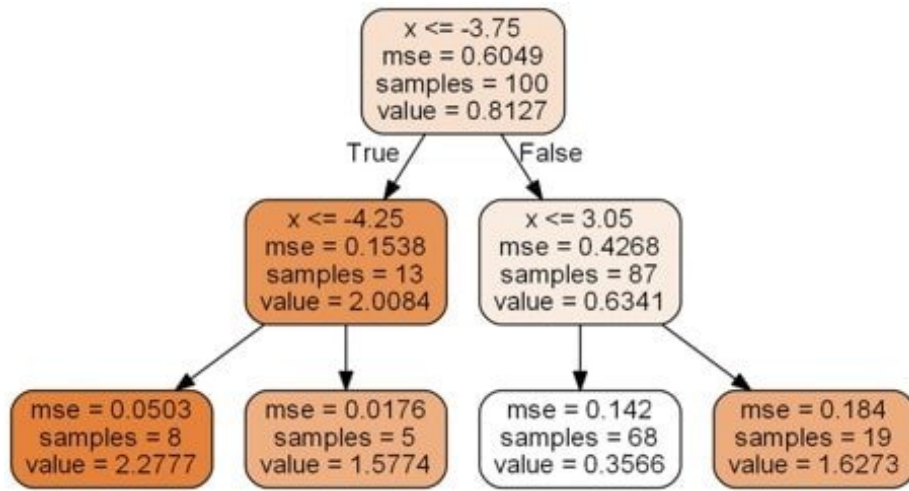 x <= -3.75
mse = 0.6049
samples = 100
value = 0.8127
True
False
x <= -4.25
mse = 0.1538
samples = 13
value = 2.0084
x <= 3.05
mse = 0.4268
samples = 87
value = 0.6341
mse = 0.0503
samples = 8
value = 2.2777
mse = 0.0176
samples = 5
value = 1.5774
mse = 0.142
samples = 68
value = 0.3566
mse = 0.184
samples = 19
value = 1.6273